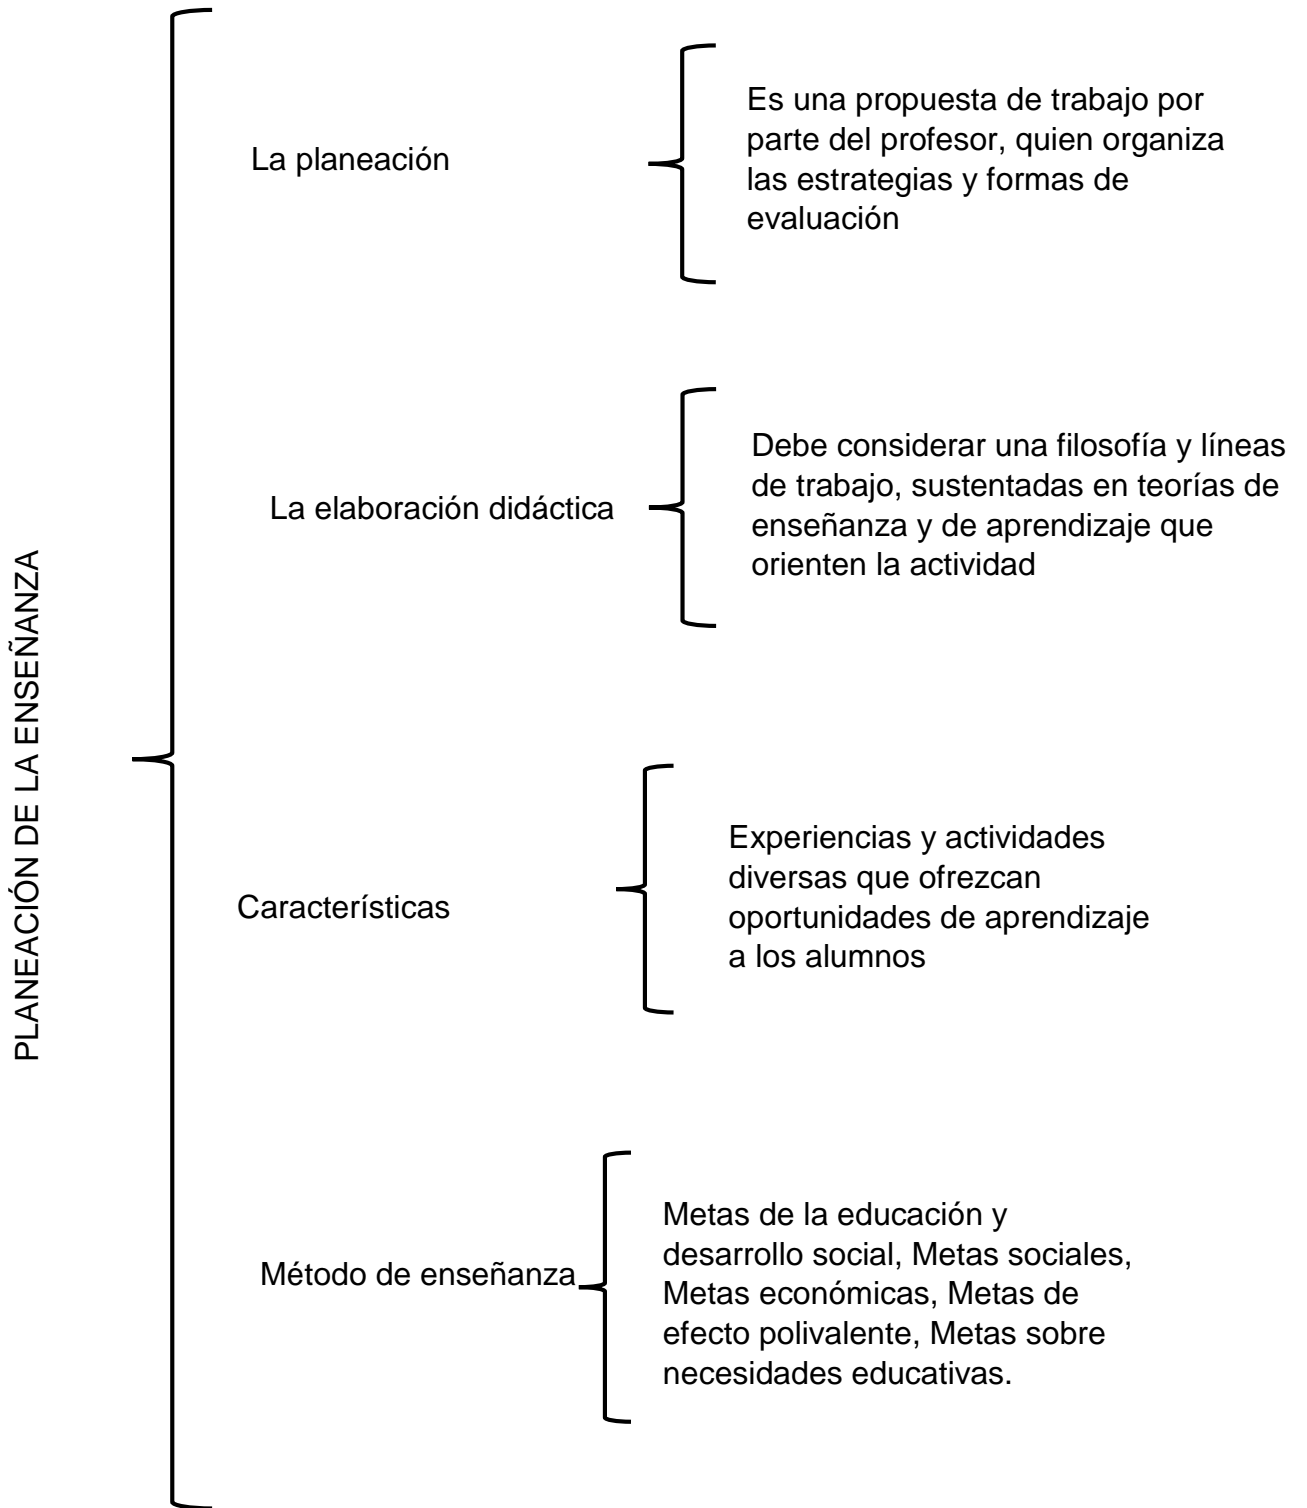 PLANEACIÓN DE LA ENSEÑANZA
La planeación
Es una propuesta de trabajo por
parte del profesor, quien organiza
las estrategias y formas de
evaluación
La elaboración didáctica
Debe considerar una filosofía y líneas
de trabajo, sustentadas en teorías de
enseñanza y de aprendizaje que
orienten la actividad
Características
Experiencias y actividades
diversas que ofrezcan
oportunidades de aprendizaje
a los alumnos
Método de enseñanza
Metas de la educación y
desarrollo social, Metas sociales,
Metas económicas, Metas de
efecto polivalente, Metas sobre
necesidades educativas.